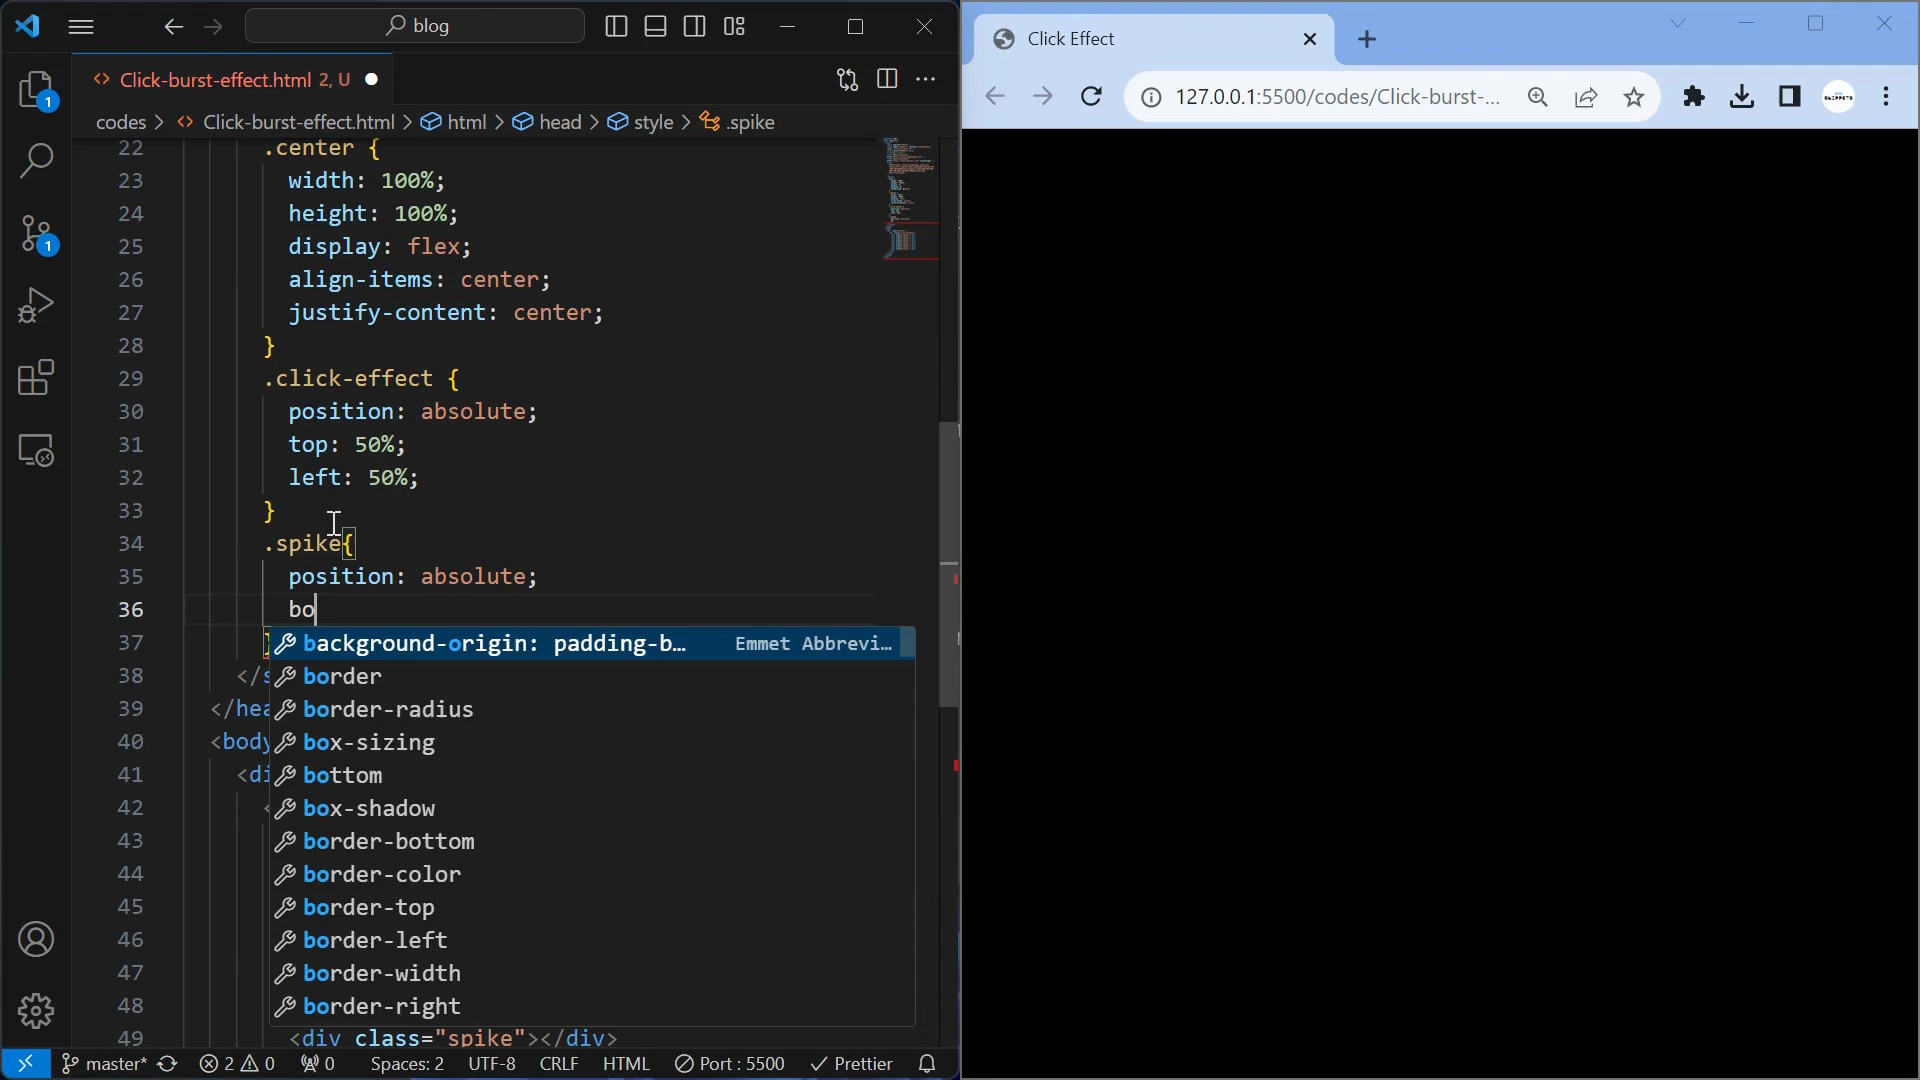 blog
Click-burst-effect.html 2, U
codes > Click-burst-effect.html > html > head > style > .spike
22 .center {
23 width: 100%;
24 height: 100%;
25 display: flex;
26 align-items: center;
27 justify-content: center;
28 }
29 .click-effect {
30 position: absolute;
31 top: 50%;
32 left: 50%;
33 }
34 .spike{
35 position: absolute;
36 bo
37 }
background-origin: padding-b… Emmet Abbrevi…
38 </s
border
39 </hea
border-radius
40 <body
box-sizing
41 <di
bottom
42 <
box-shadow
43
border-bottom
44
border-color
45
border-top
46
border-left
47
border-width
48
border-right
49 <div class="spike"></div>
1
1
master* 2 0 0 Spaces: 2 UTF-8 CRLF HTML Port : 5500 Prettier
Click Effect
127.0.0.1:5500/codes/Click-burst-...